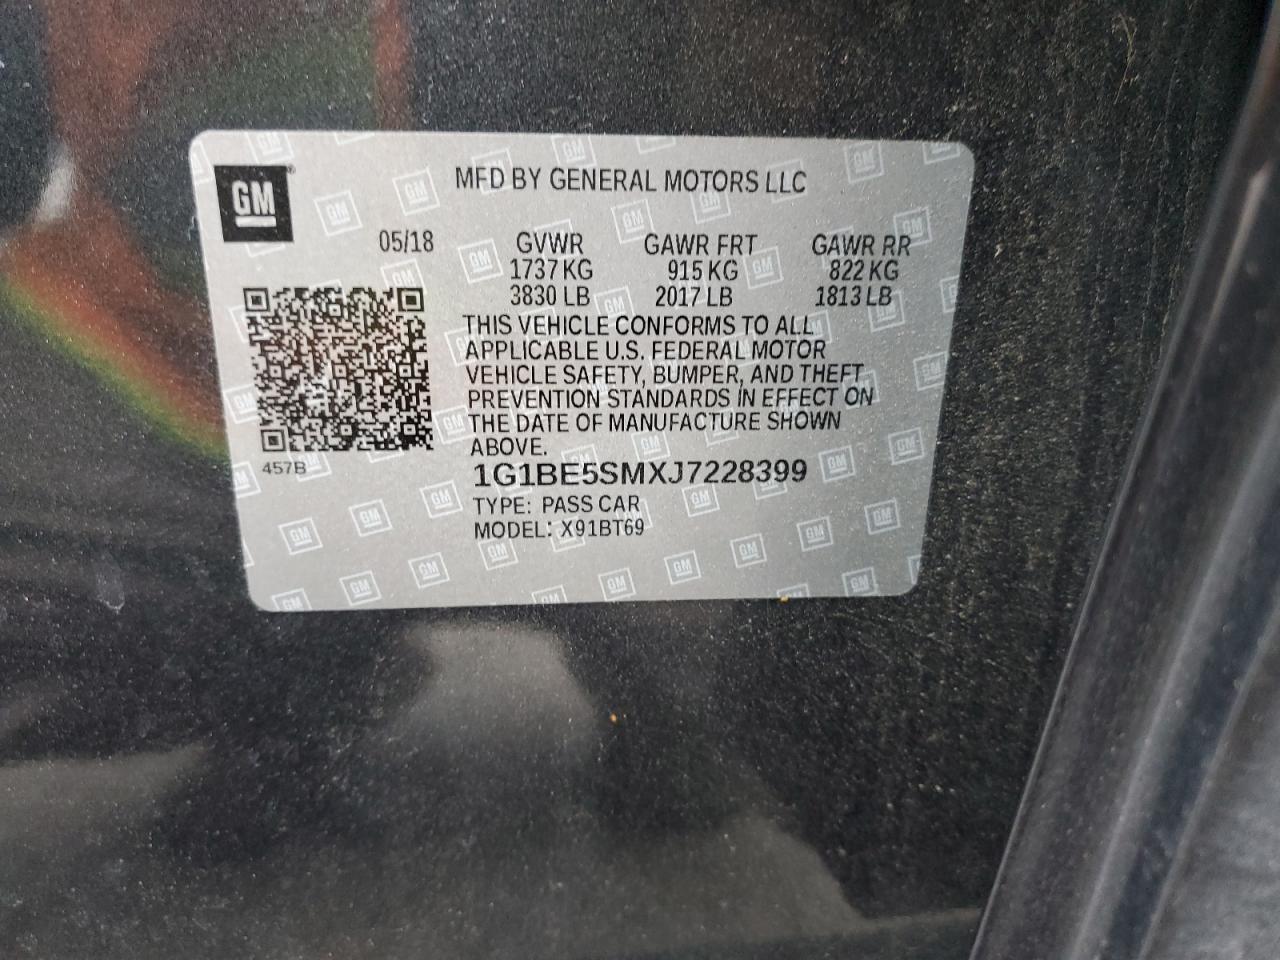 GM
MFD BY GENERAL MOTORS LLC
05/18 GVWR GAWR FRT GAWR RR
1737 KG 915 KG 822 KG
3830 LB 2017 LB 1813 LB
THIS VEHICLE CONFORMS TO ALL
APPLICABLE U.S. FEDERAL MOTOR
VEHICLE SAFETY, BUMPER, AND THEFT
PREVENTION STANDARDS IN EFFECT ON
THE DATE OF MANUFACTURE SHOWN
ABOVE.
457B
1G1BE5SMXJ7228399
TYPE: PASS CAR
MODEL: X91BT69